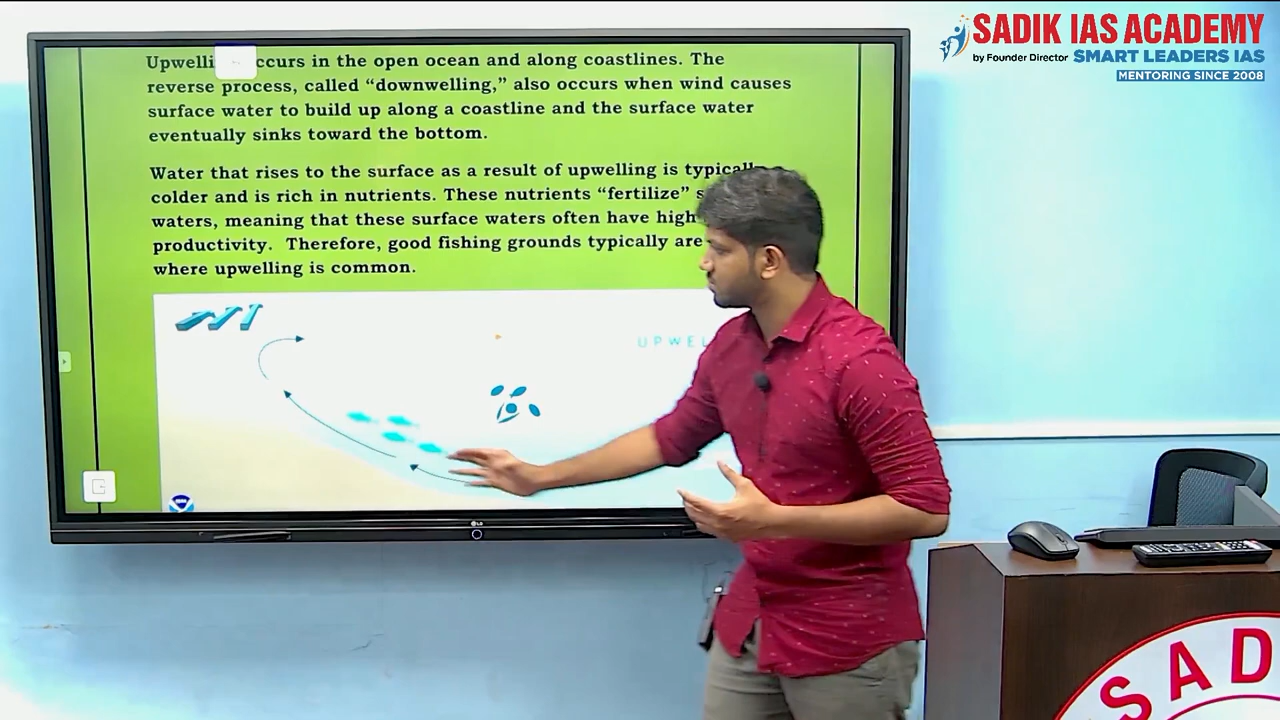 SADIK IAS ACADEMY
by Founder Director SMART LEADERS IAS
MENTORING SINCE 2008
occurs in the open ocean and along coastlines. The
reverse process, called “downwelling,” also occurs when wind causes
surface water to build up along a coastline and the surface water
eventually sinks toward the bottom.
Water that rises to the surface as a result of upwelling is typically
colder and is rich in nutrients. These nutrients “fertilize”
waters, meaning that these surface waters often have high
productivity. Therefore, good fishing grounds typically are
where upwelling is common.
LG
SAD